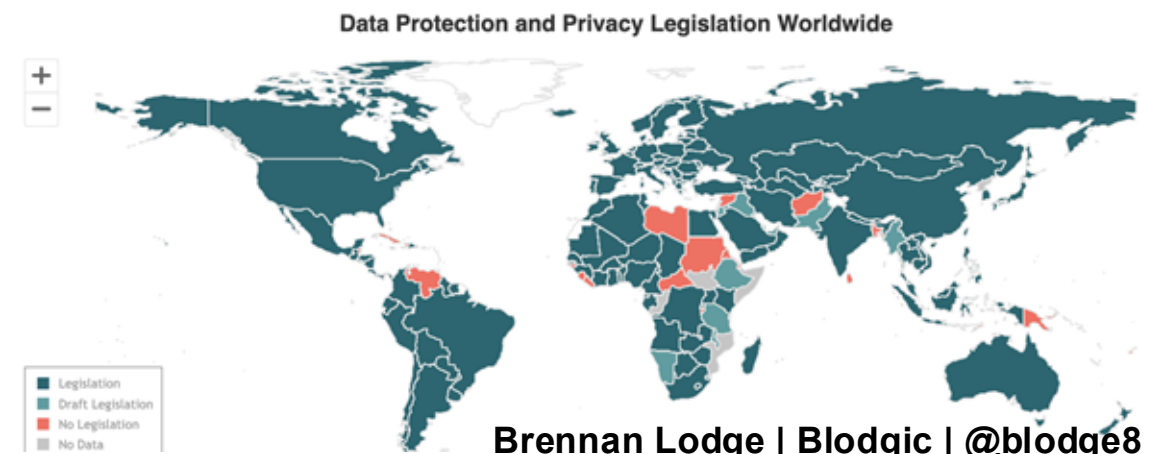 Data Protection and Privacy Legislation Worldwide
+
−
Legislation
Draft Legislation
No Legislation
No Data
Brennan Lodge | Blodgic | @blodge8